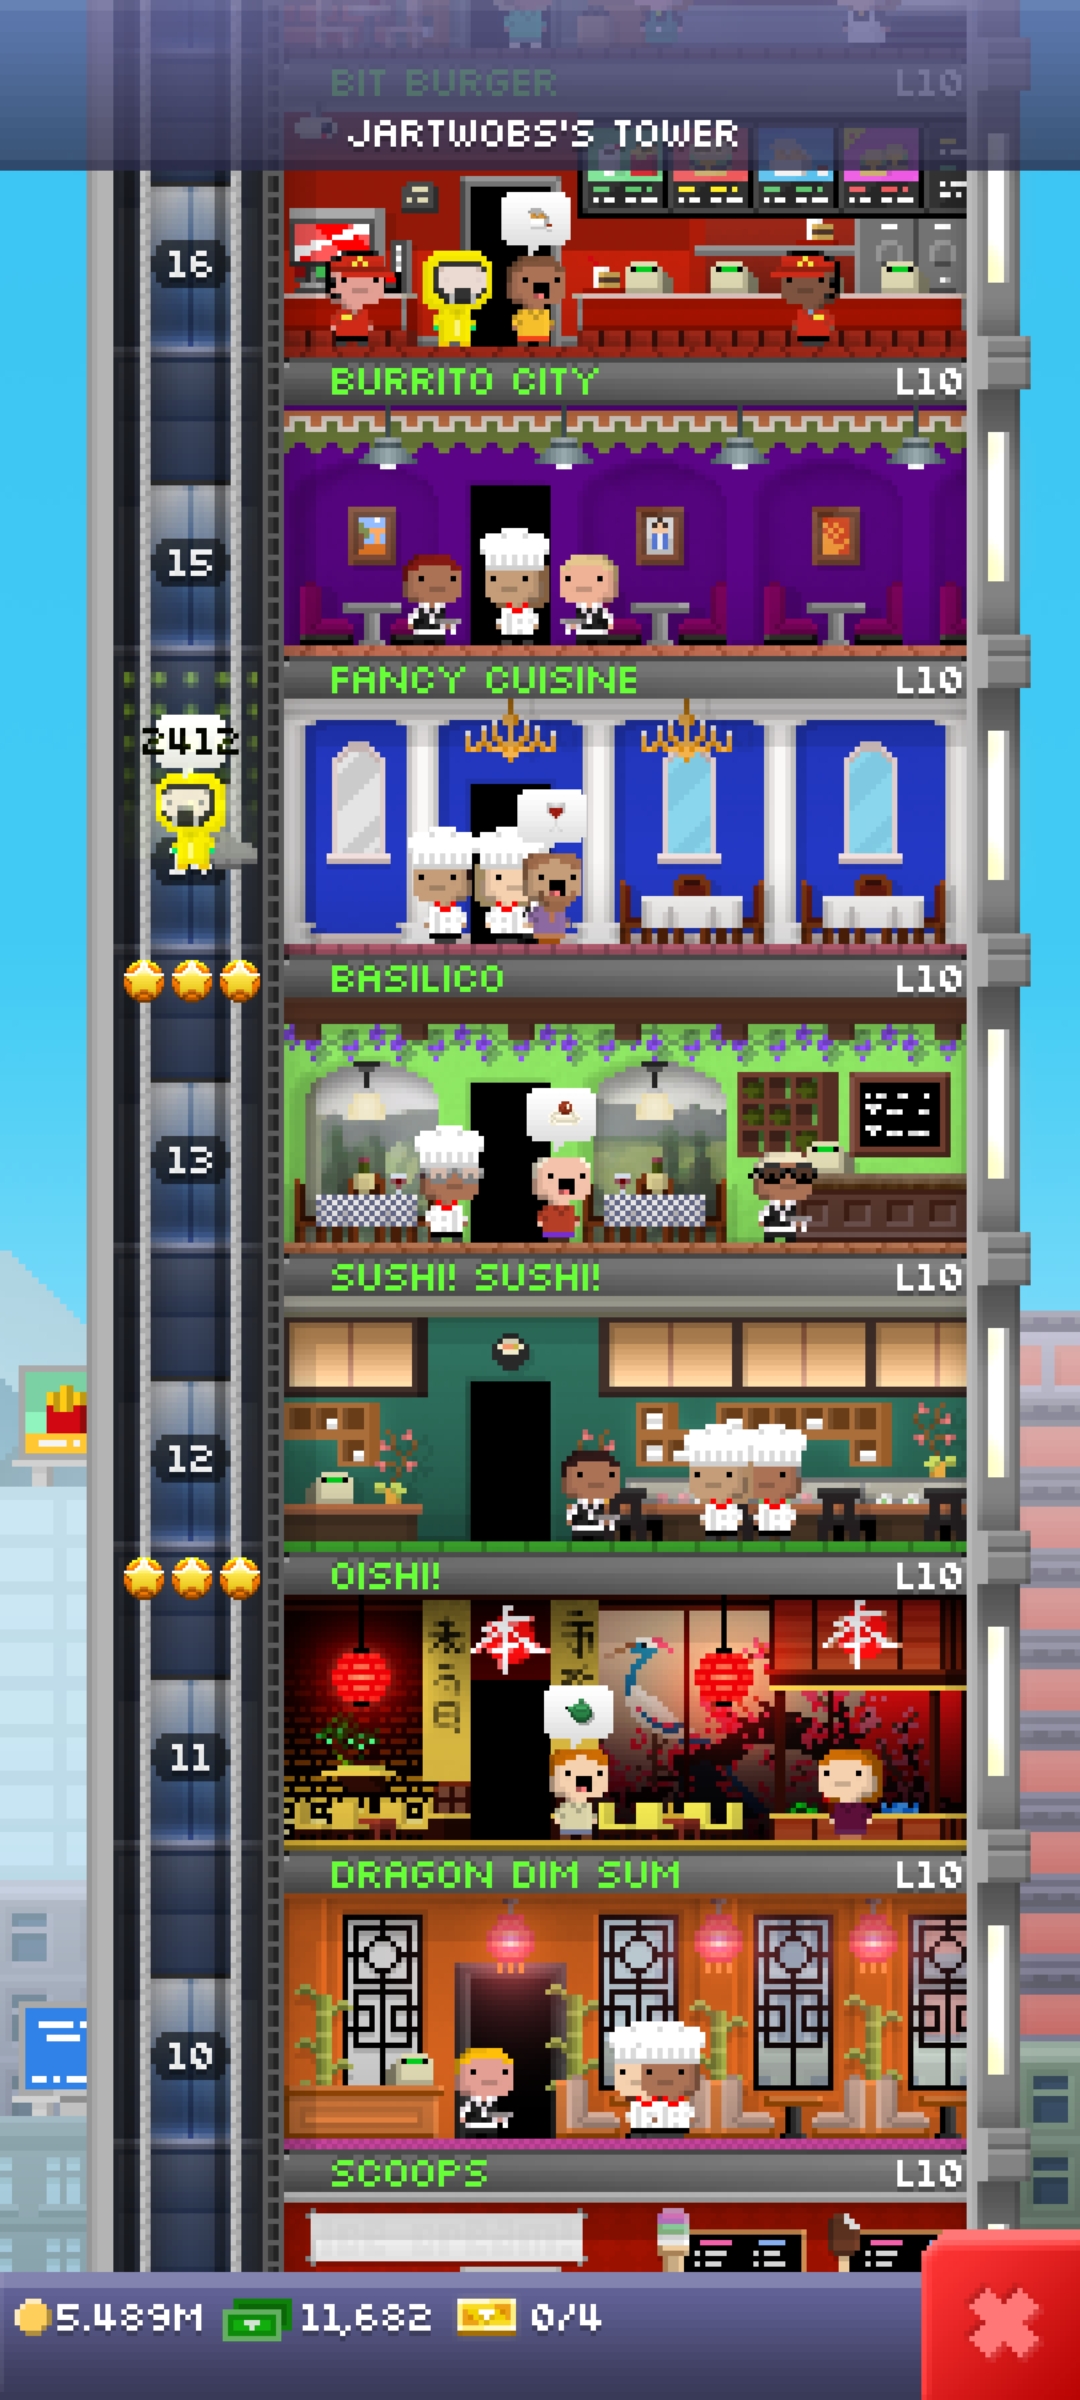 BIT BURGER L10
JARTWOBS'S TOWER
16
BURRITO CITY L10
15
FANCY CUISINE L10
2412
BASILICO L10
13
SUSHI! SUSHI! L10
12
OISHI! L10
11
DRAGON DIM SUM L10
10
SCOOPS L10
5.489M 11,682 0/4